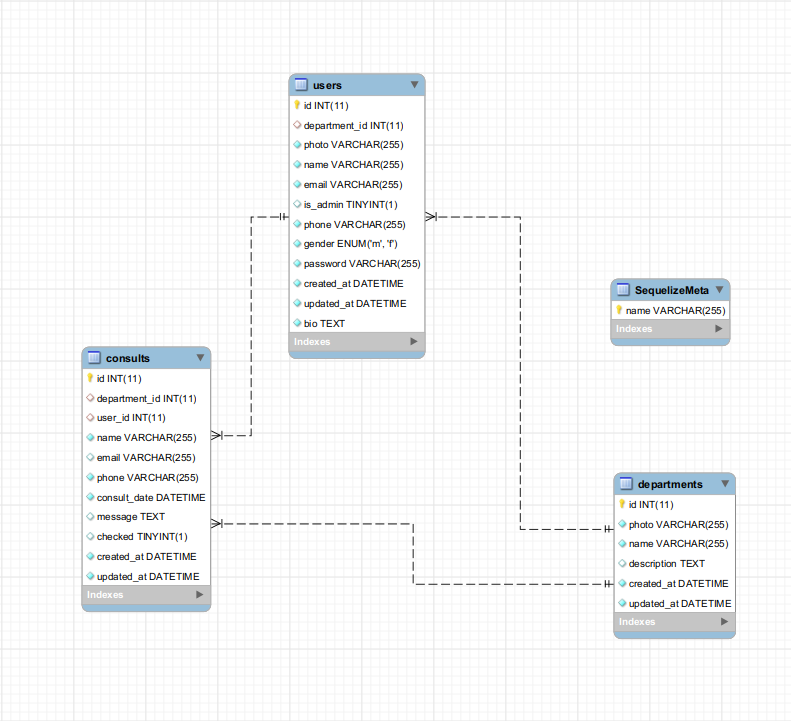 users
id INT(11)
department_id INT(11)
photo VARCHAR(255)
name VARCHAR(255)
email VARCHAR(255)
is_admin TINYINT(1)
phone VARCHAR(255)
gender ENUM('m', 'f')
password VARCHAR(255)
created_at DATETIME
updated_at DATETIME
bio TEXT
Indexes
SequelizeMeta
name VARCHAR(255)
Indexes
consults
id INT(11)
department_id INT(11)
user_id INT(11)
name VARCHAR(255)
email VARCHAR(255)
phone VARCHAR(255)
consult_date DATETIME
message TEXT
checked TINYINT(1)
created_at DATETIME
updated_at DATETIME
Indexes
departments
id INT(11)
photo VARCHAR(255)
name VARCHAR(255)
description TEXT
created_at DATETIME
updated_at DATETIME
Indexes